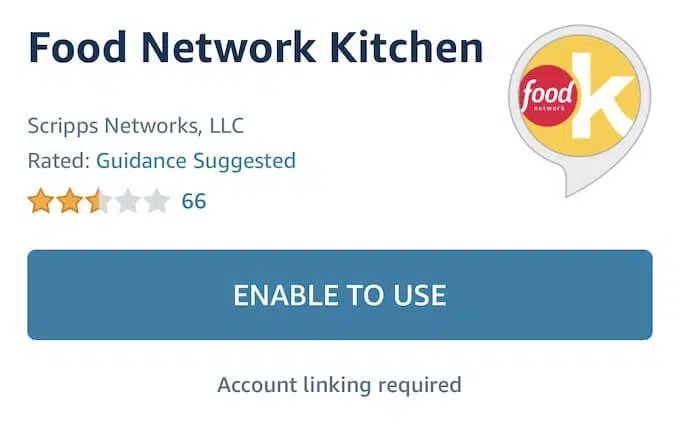 Food Network Kitchen
food
network
k
Scripps Networks, LLC
Rated: Guidance Suggested
66
ENABLE TO USE
Account linking required